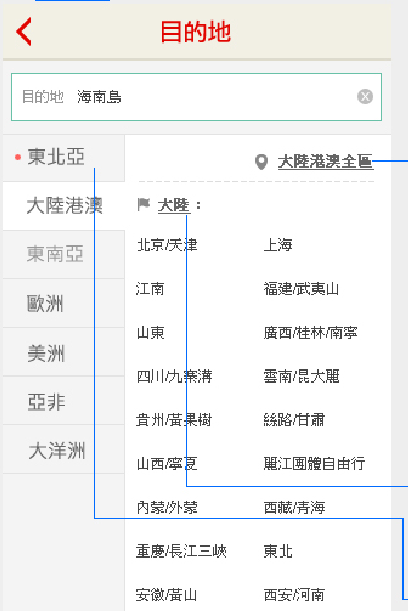 目的地
目的地 海南島
東北亞
大陸港澳
東南亞
歐洲
美洲
亞非
大洋洲
大陸港澳全區
大陸：
北京/天津 上海
江南 福建/武夷山
山東 廣西/桂林/南寧
四川/九寨溝 雲南/昆大麗
貴州/黃果樹 絲路/甘肅
山西/寧夏 麗江團體自由行
內蒙/外蒙 西藏/青海
重慶/長江三峽 東北
安徽/黃山 西安/河南